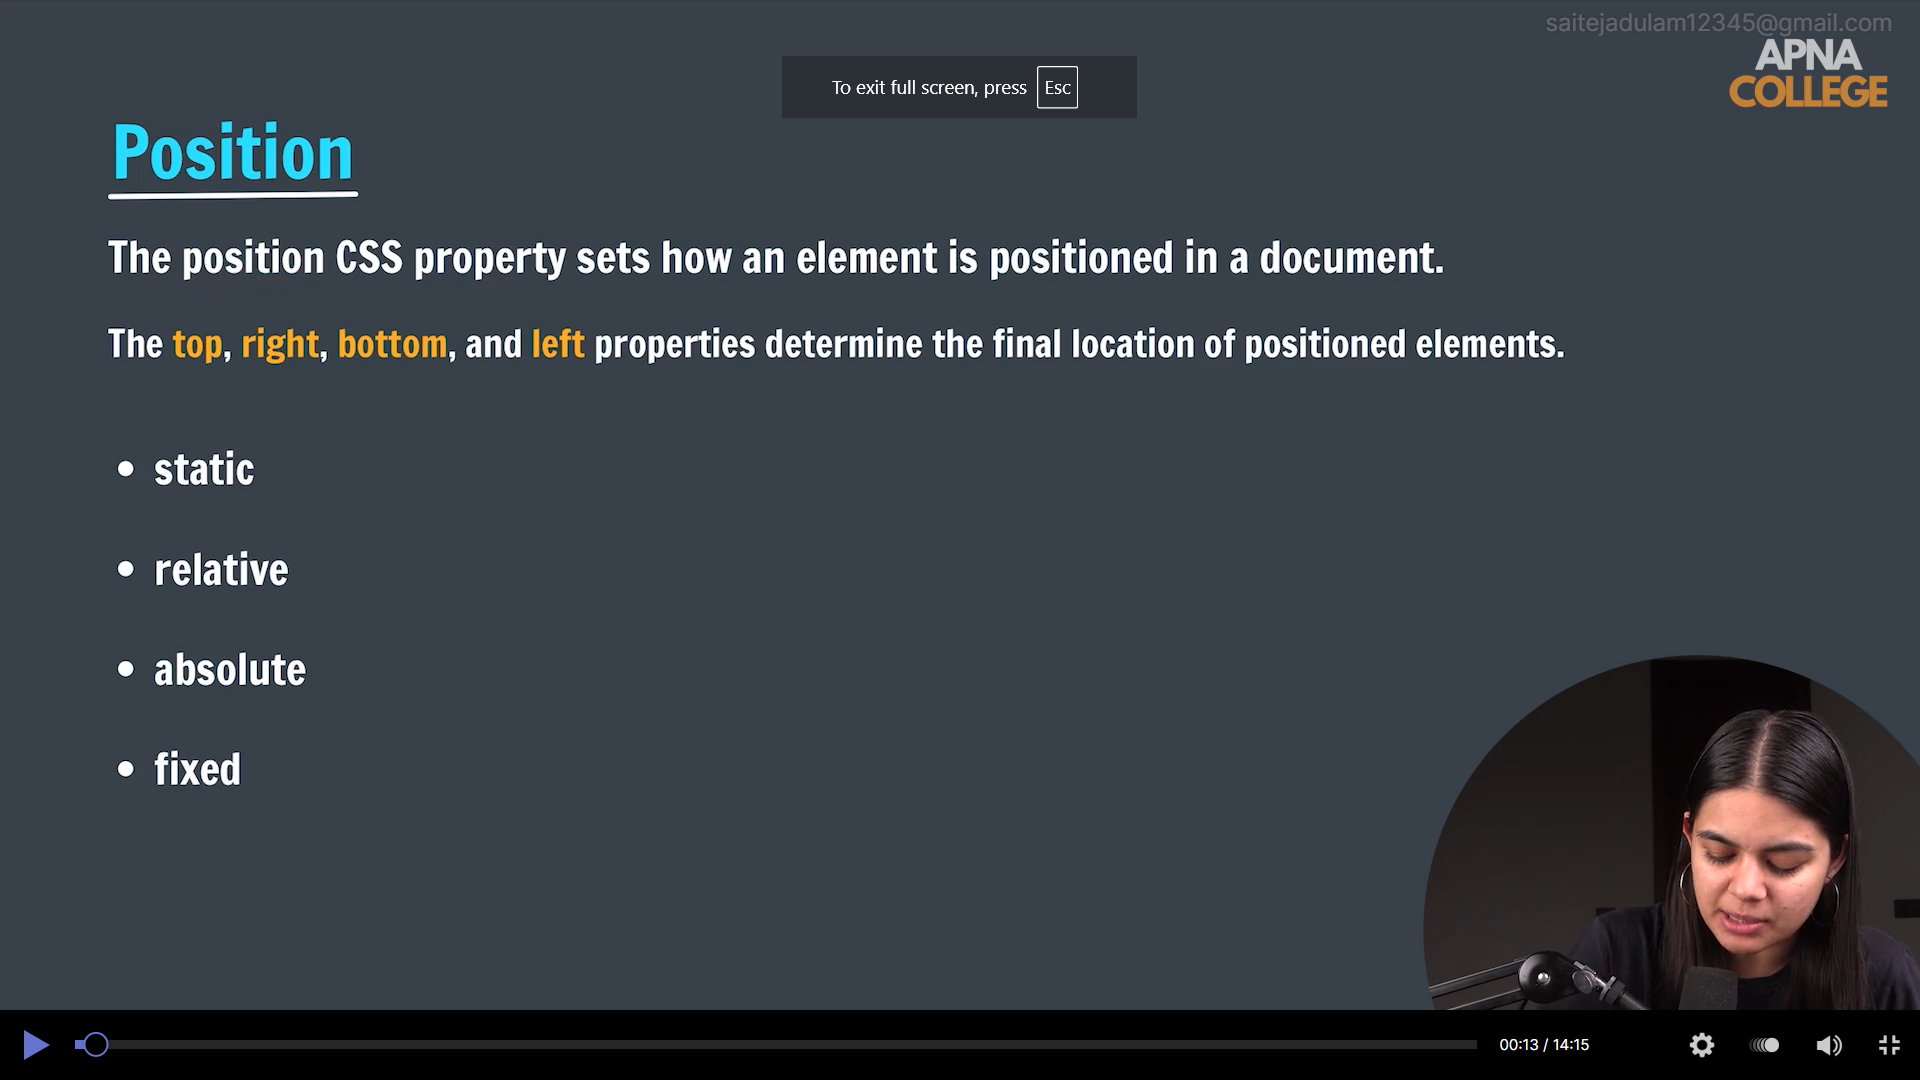 saitejadulam12345@gmail.com
APNA
COLLEGE
To exit full screen, press Esc
Position
The position CSS property sets how an element is positioned in a document.
The top, right, bottom, and left properties determine the final location of positioned elements.
• static
• relative
• absolute
• fixed
00:13 / 14:15